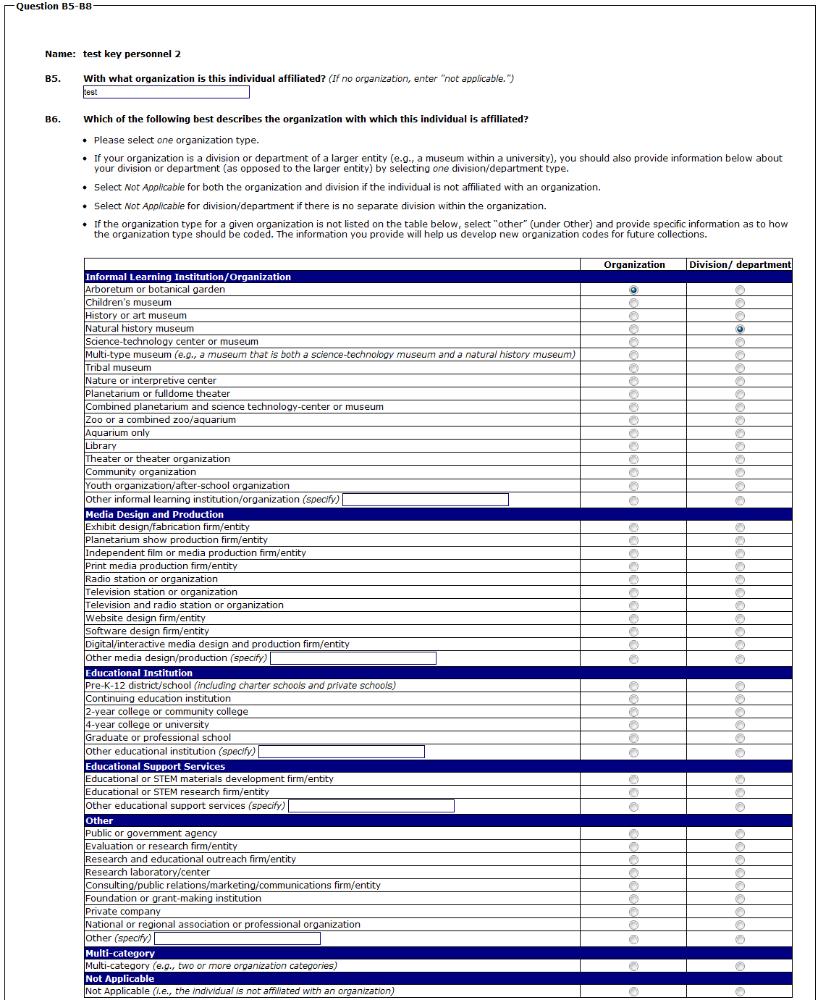 Question B5-B8
Name: test key personnel 2
B5. With what organization is this individual affiliated? (If no organization, enter "not applicable.")
test
B6. Which of the following best describes the organization with which this individual is affiliated?
• Please select one organization type.
• If your organization is a division or department of a larger entity (e.g., a museum within a university), you should also provide information below about
your division or department (as opposed to the larger entity) by selecting one division/department type.
• Select Not Applicable for both the organization and division if the individual is not affiliated with an organization.
• Select Not Applicable for division/department if there is no separate division within the organization.
• If the organization type for a given organization is not listed on the table below, select “other” (under Other) and provide specific information as to how
the organization type should be coded. The information you provide will help us develop new organization codes for future collections.
Organization Division/ department
Informal Learning Institution/Organization
Arboretum or botanical garden
Children’s museum
History or art museum
Natural history museum
Science-technology center or museum
Multi-type museum (e.g., a museum that is both a science-technology museum and a natural history museum)
Tribal museum
Nature or interpretive center
Planetarium or fulldome theater
Combined planetarium and science technology-center or museum
Zoo or a combined zoo/aquarium
Aquarium only
Library
Theater or theater organization
Community organization
Youth organization/after-school organization
Other informal learning institution/organization (specify)
Media Design and Production
Exhibit design/fabrication firm/entity
Planetarium show production firm/entity
Independent film or media production firm/entity
Print media production firm/entity
Radio station or organization
Television station or organization
Television and radio station or organization
Website design firm/entity
Software design firm/entity
Digital/interactive media design and production firm/entity
Other media design/production (specify)
Educational Institution
Pre-K-12 district/school (including charter schools and private schools)
Continuing education institution
2-year college or community college
4-year college or university
Graduate or professional school
Other educational institution (specify)
Educational Support Services
Educational or STEM materials development firm/entity
Educational or STEM research firm/entity
Other educational support services (specify)
Other
Public or government agency
Evaluation or research firm/entity
Research and educational outreach firm/entity
Research laboratory/center
Consulting/public relations/marketing/communications firm/entity
Foundation or grant-making institution
Private company
National or regional association or professional organization
Other (specify)
Multi-category
Multi-category (e.g., two or more organization categories)
Not Applicable
Not Applicable (i.e., the individual is not affiliated with an organization)